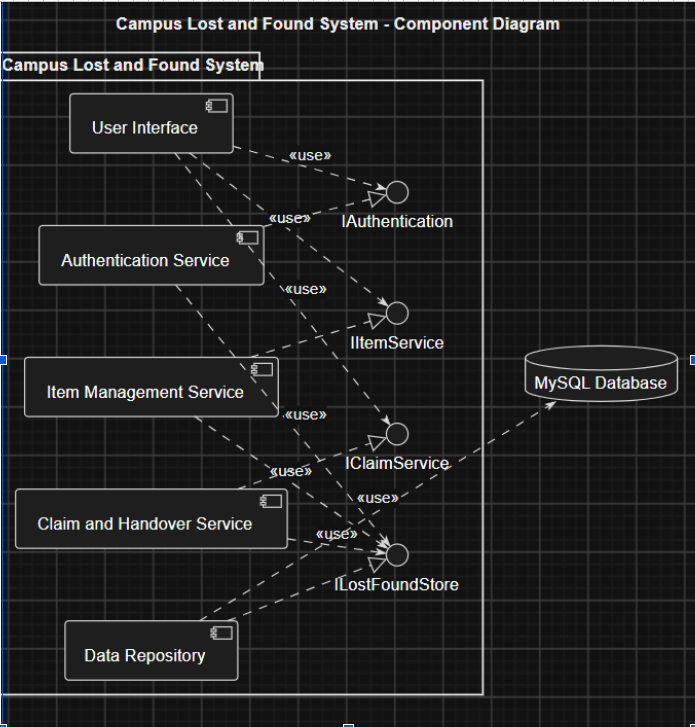 Campus Lost and Found System - Component Diagram
Campus Lost and Found System
User Interface
«use»
IAuthentication
«use»
Authentication Service
«use»
IItemService
MySQL Database
Item Management Service
«use»
IClaimService
«use»
«use»
Claim and Handover Service
«use»
ILostFoundStore
Data Repository